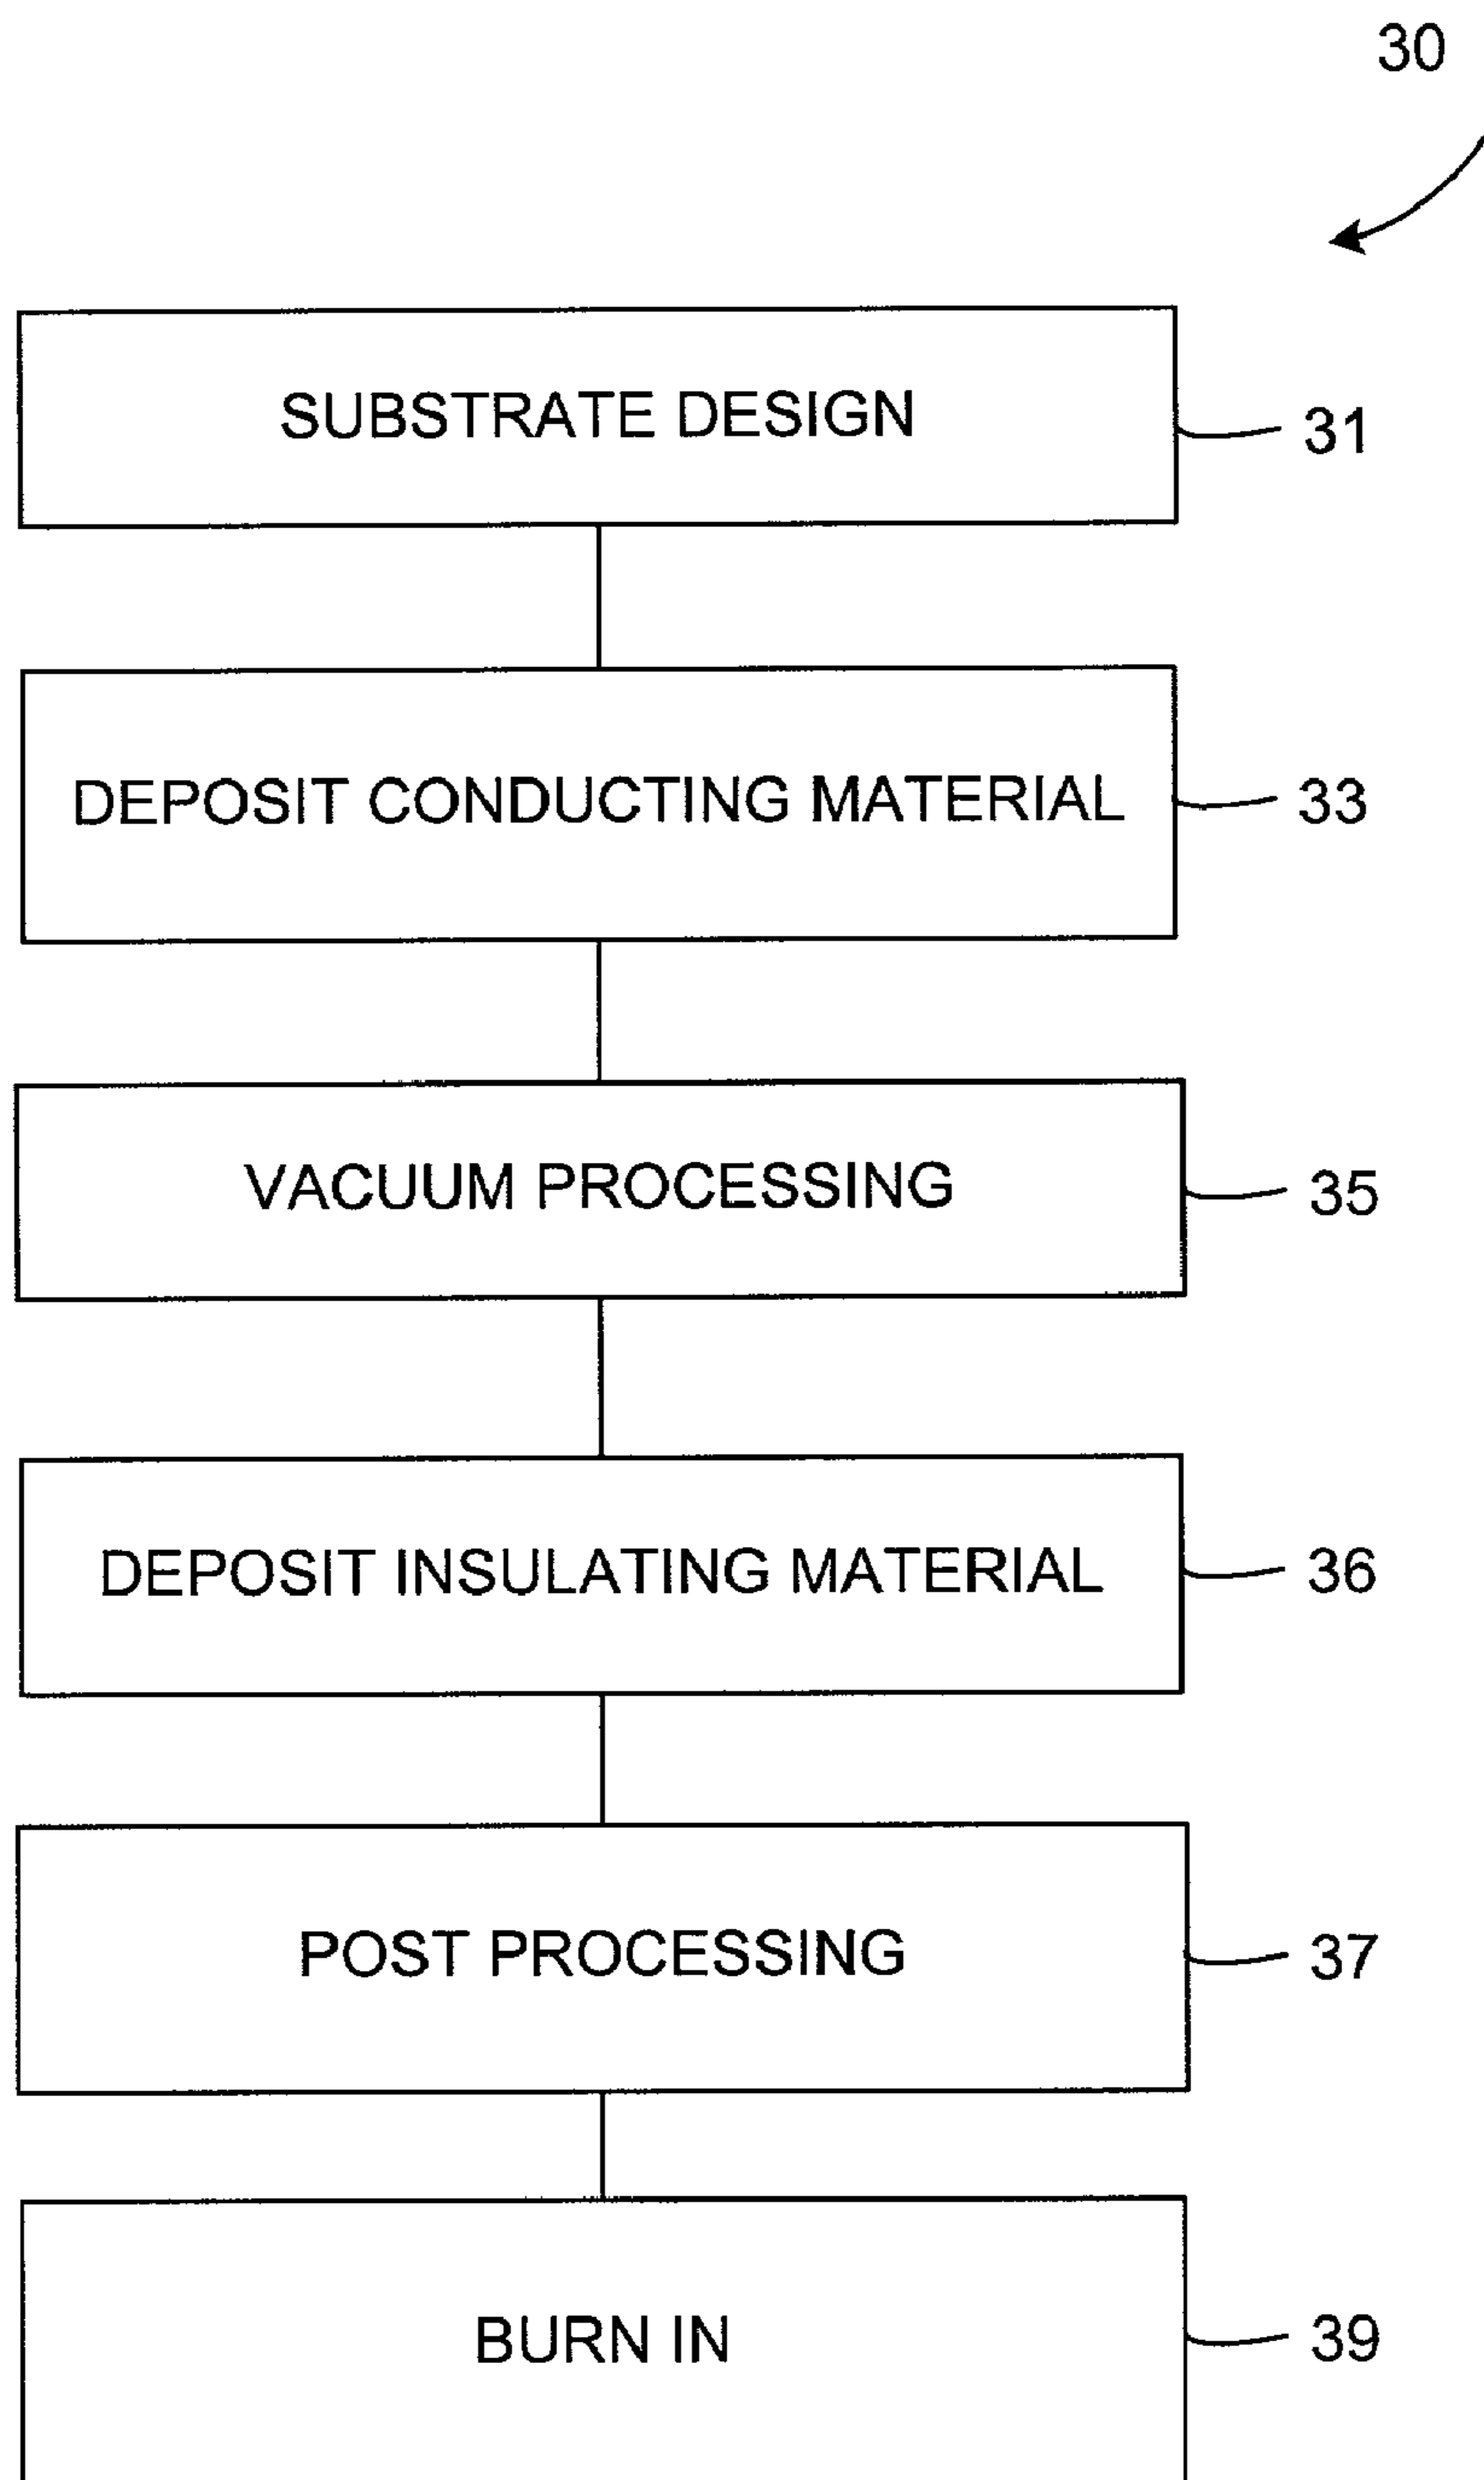 30
SUBSTRATE DESIGN
31
DEPOSIT CONDUCTING MATERIAL
33
VACUUM PROCESSING
35
DEPOSIT INSULATING MATERIAL
36
POST PROCESSING
37
BURN IN
39